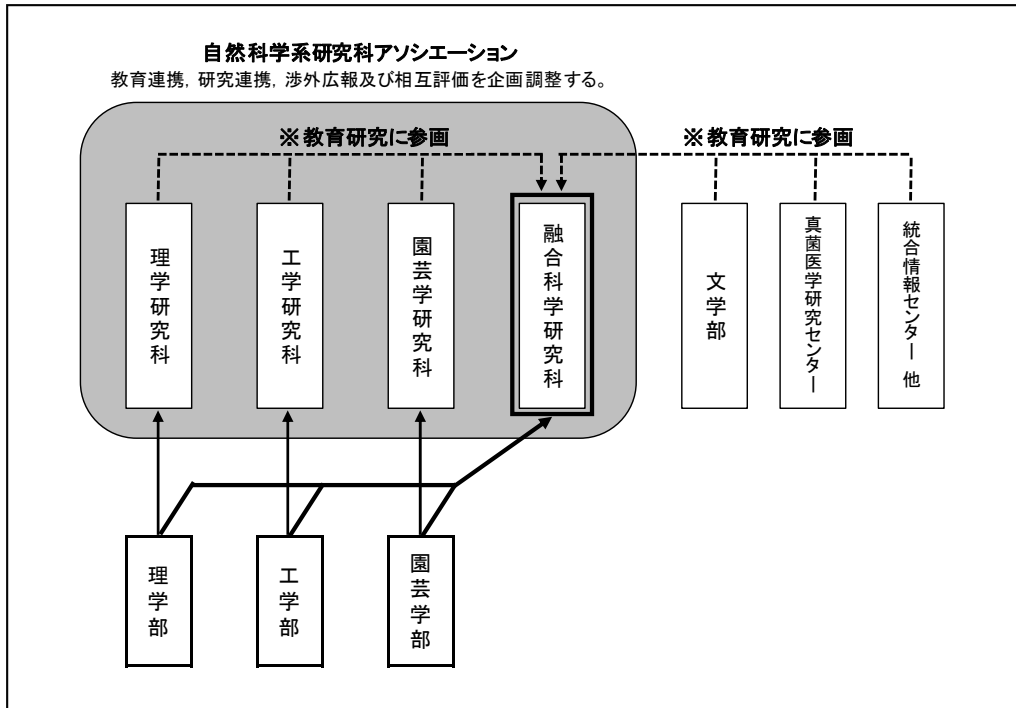 自然科学系研究科アソシエーション
教育連携, 研究連携, 渉外広報及び相互評価を企画調整する。
※教育研究に参画
※教育研究に参画
理学研究科
工学研究科
園芸学研究科
融合科学研究科
文学部
真菌医学研究センター
統合情報センター 他
理学部
工学部
園芸学部